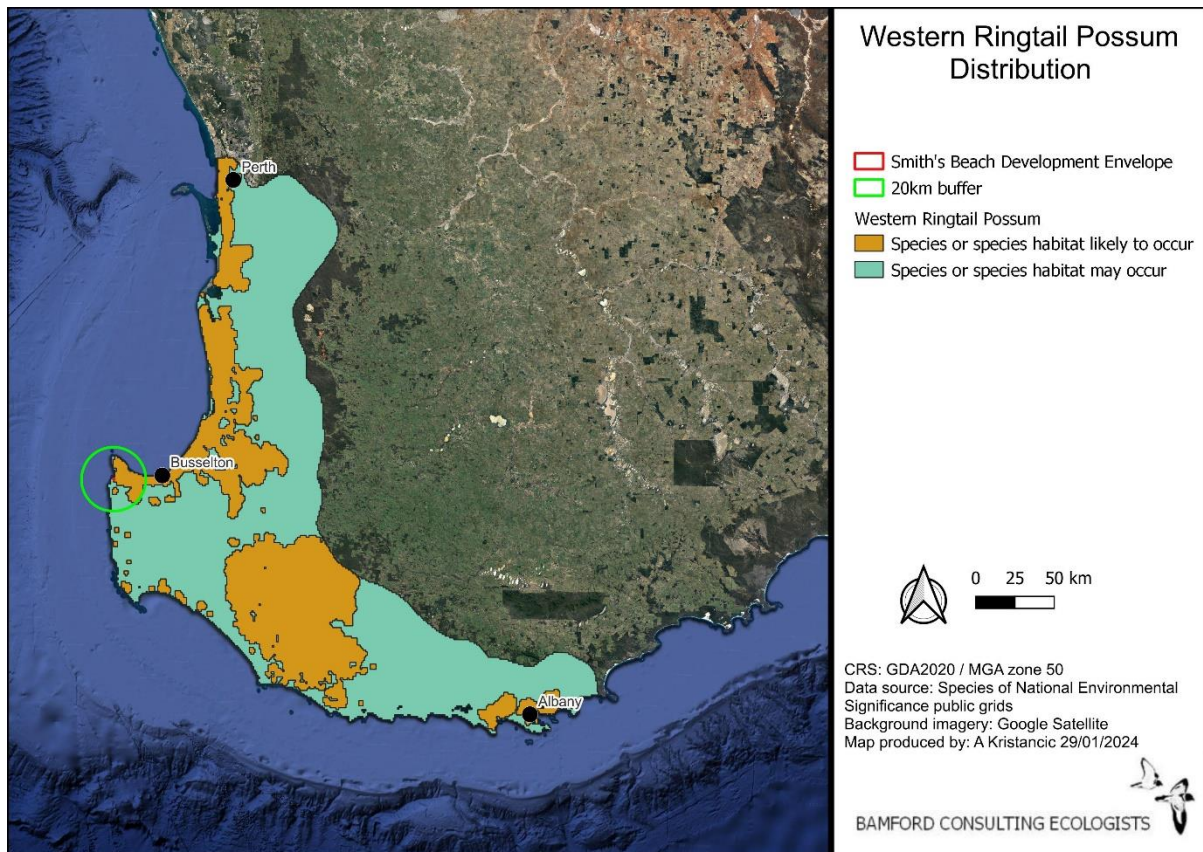 Western Ringtail Possum
Distribution
Smith's Beach Development Envelope
20km buffer
Western Ringtail Possum
Species or species habitat likely to occur
Species or species habitat may occur
Perth
Busselton
Albany
0 25 50 km
CRS: GDA2020 / MGA zone 50
Data source: Species of National Environmental
Significance public grids
Background imagery: Google Satellite
Map produced by: A Kristancic 29/01/2024
BAMFORD CONSULTING ECOLOGISTS